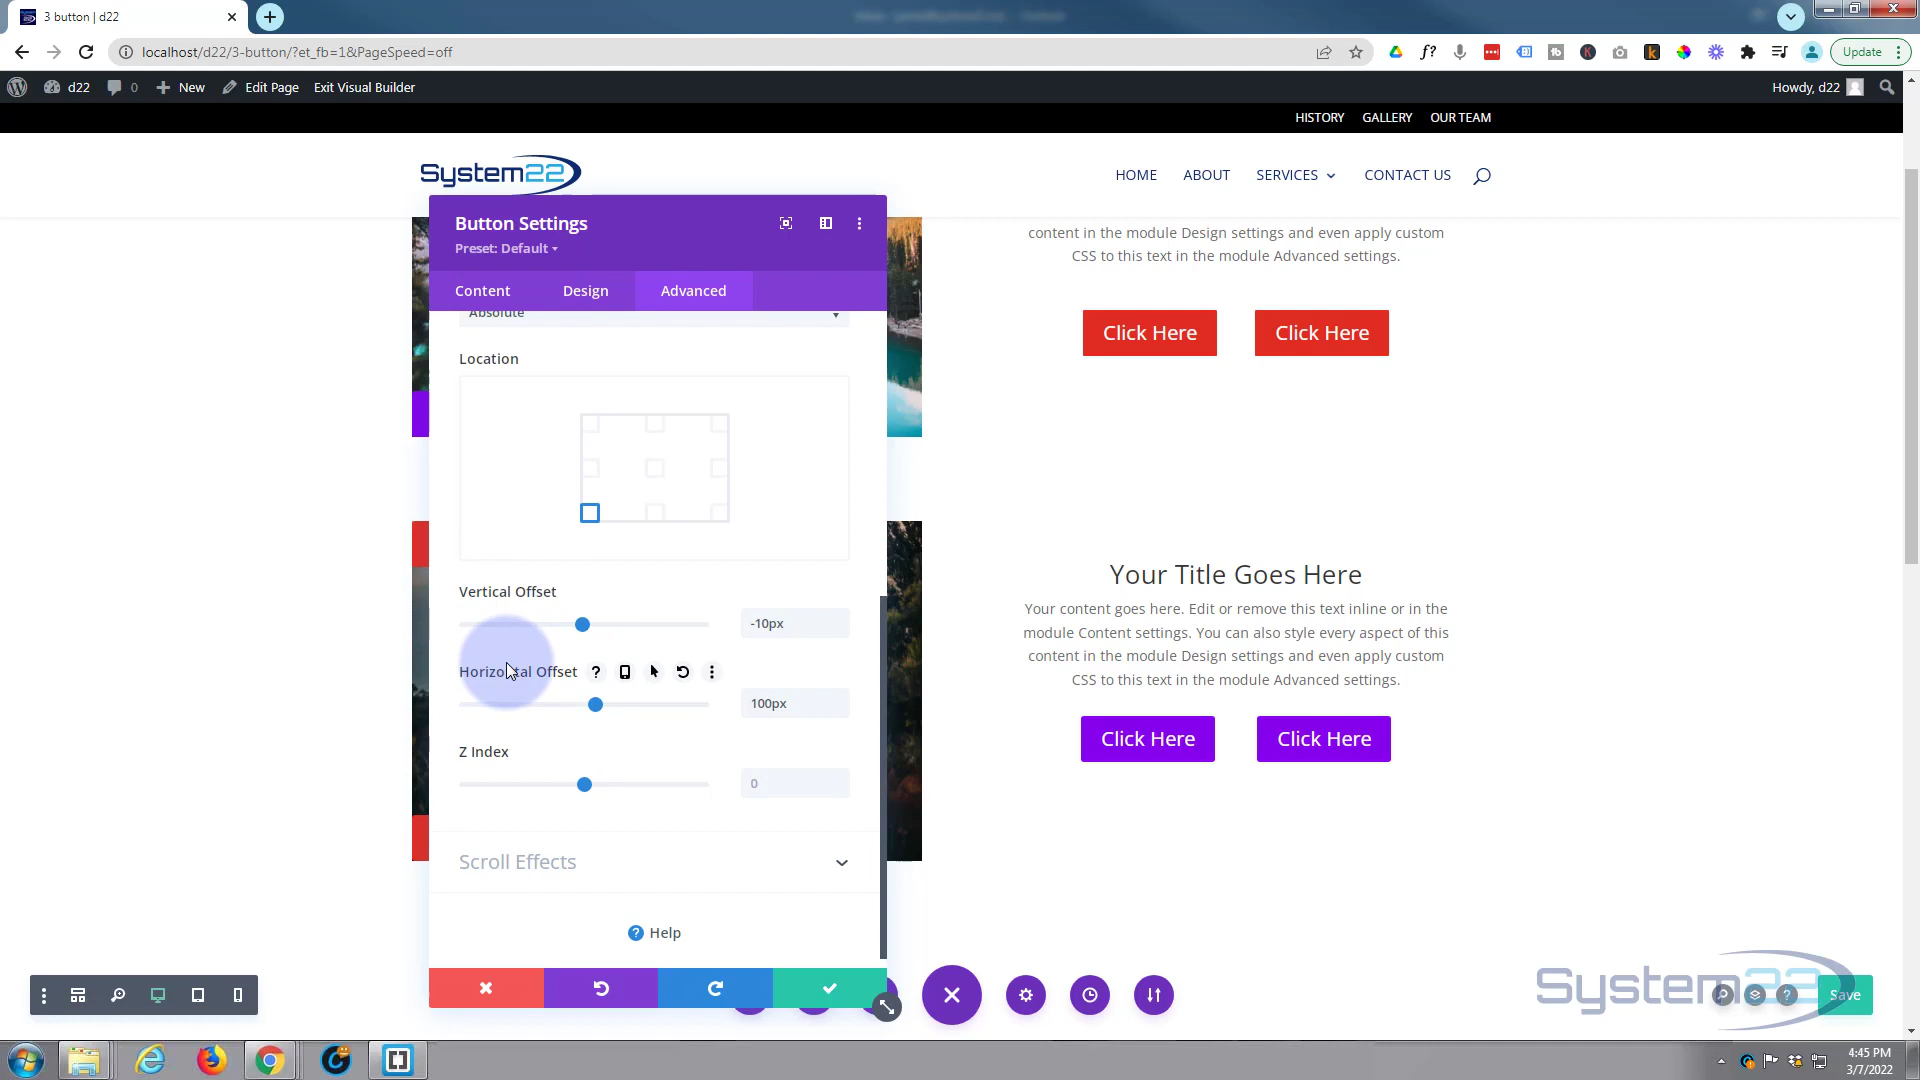 3 button | d22
localhost/d22/3-button/?et_fb=1&PageSpeed=off
Update
d22
0
New
Edit Page
Exit Visual Builder
Howdy, d22
HISTORY
GALLERY
OUR TEAM
System22
HOME
ABOUT
SERVICES
CONTACT US
Button Settings
Preset: Default
Content
Design
Advanced
Absolute
Location
Vertical Offset
-10px
Horizontal Offset
100px
Z Index
0
Scroll Effects
Help
content in the module Design settings and even apply custom
CSS to this text in the module Advanced settings.
Click Here
Click Here
Your Title Goes Here
Your content goes here. Edit or remove this text inline or in the
module Content settings. You can also style every aspect of this
content in the module Design settings and even apply custom
CSS to this text in the module Advanced settings.
Click Here
Click Here
System22
Save
4:45 PM
3/7/2022